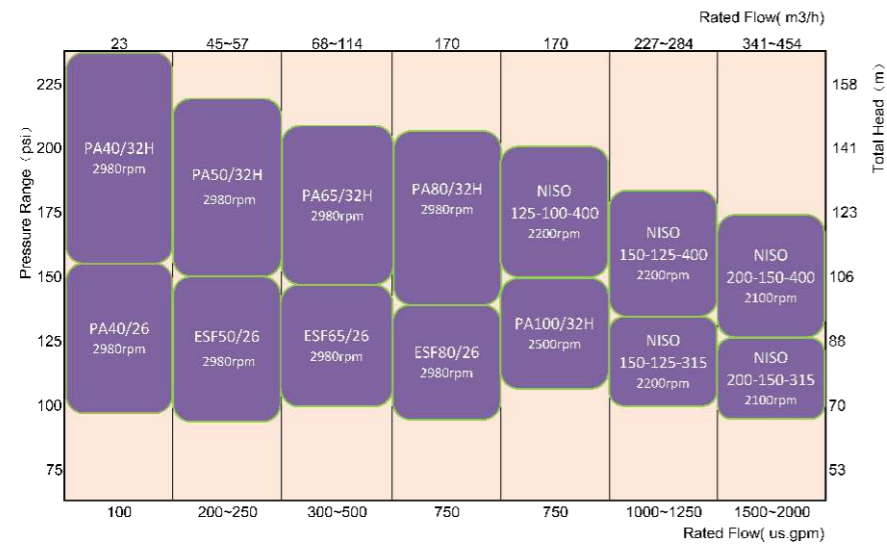 Rated Flow( m3/h)
23 45~57 68~114 170 170 227~284 341~454
Pressure Range（psi）
Total Head（m）
225 158
200 141
175 123
150 106
125 88
100 70
75 53
PA40/32H
2980rpm
PA40/26
2980rpm
PA50/32H
2980rpm
ESF50/26
2980rpm
PA65/32H
2980rpm
ESF65/26
2980rpm
PA80/32H
2980rpm
ESF80/26
2980rpm
NISO
125-100-400
2200rpm
PA100/32H
2500rpm
NISO
150-125-400
2200rpm
NISO
150-125-315
2200rpm
NISO
200-150-400
2100rpm
NISO
200-150-315
2100rpm
100 200~250 300~500 750 750 1000~1250 1500~2000
Rated Flow( us.gpm)